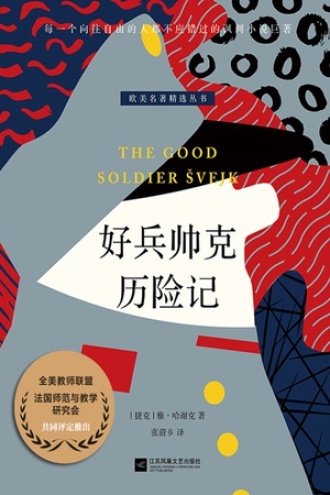 每一个向往自由的人都不应错过的讽刺小说巨著
欧美名著精选丛书
THE GOOD
SOLDIER ŠVEJK
好兵帅克
历险记
全美教师联盟
法国师范与教学
研究会
共同评定推出
[捷克]雅·哈谢克 著
张蔚乡 译
江苏凤凰文艺出版社